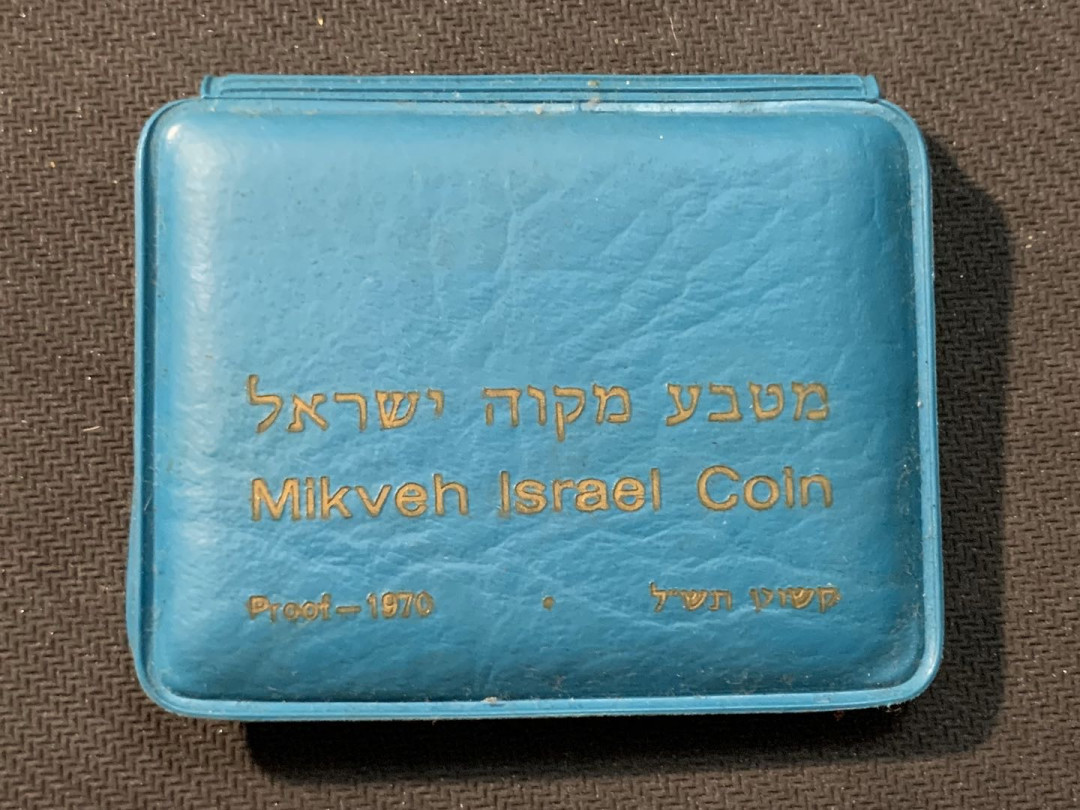 מטבע מקוה ישראל
Mikveh Israel Coin
Proof–1970 • קשוט תש״ל